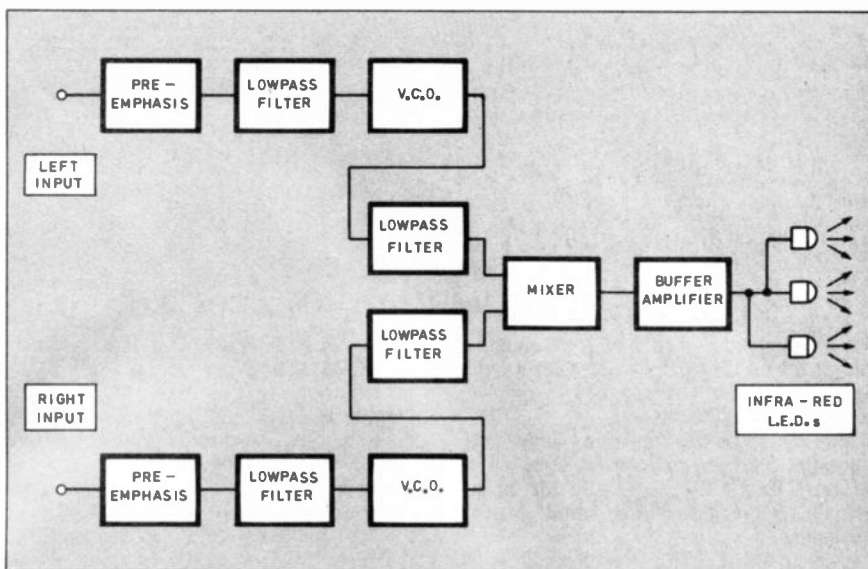 PRE -
EMPHASIS
LOWPASS
FILTER
V.C.O.
LEFT
INPUT
LOWPASS
FILTER
MIXER
BUFFER
AMPLIFIER
LOWPASS
FILTER
RIGHT
INPUT
INFRA - RED
L.E.D.s
PRE -
EMPHASIS
LOWPASS
FILTER
V.C.O.